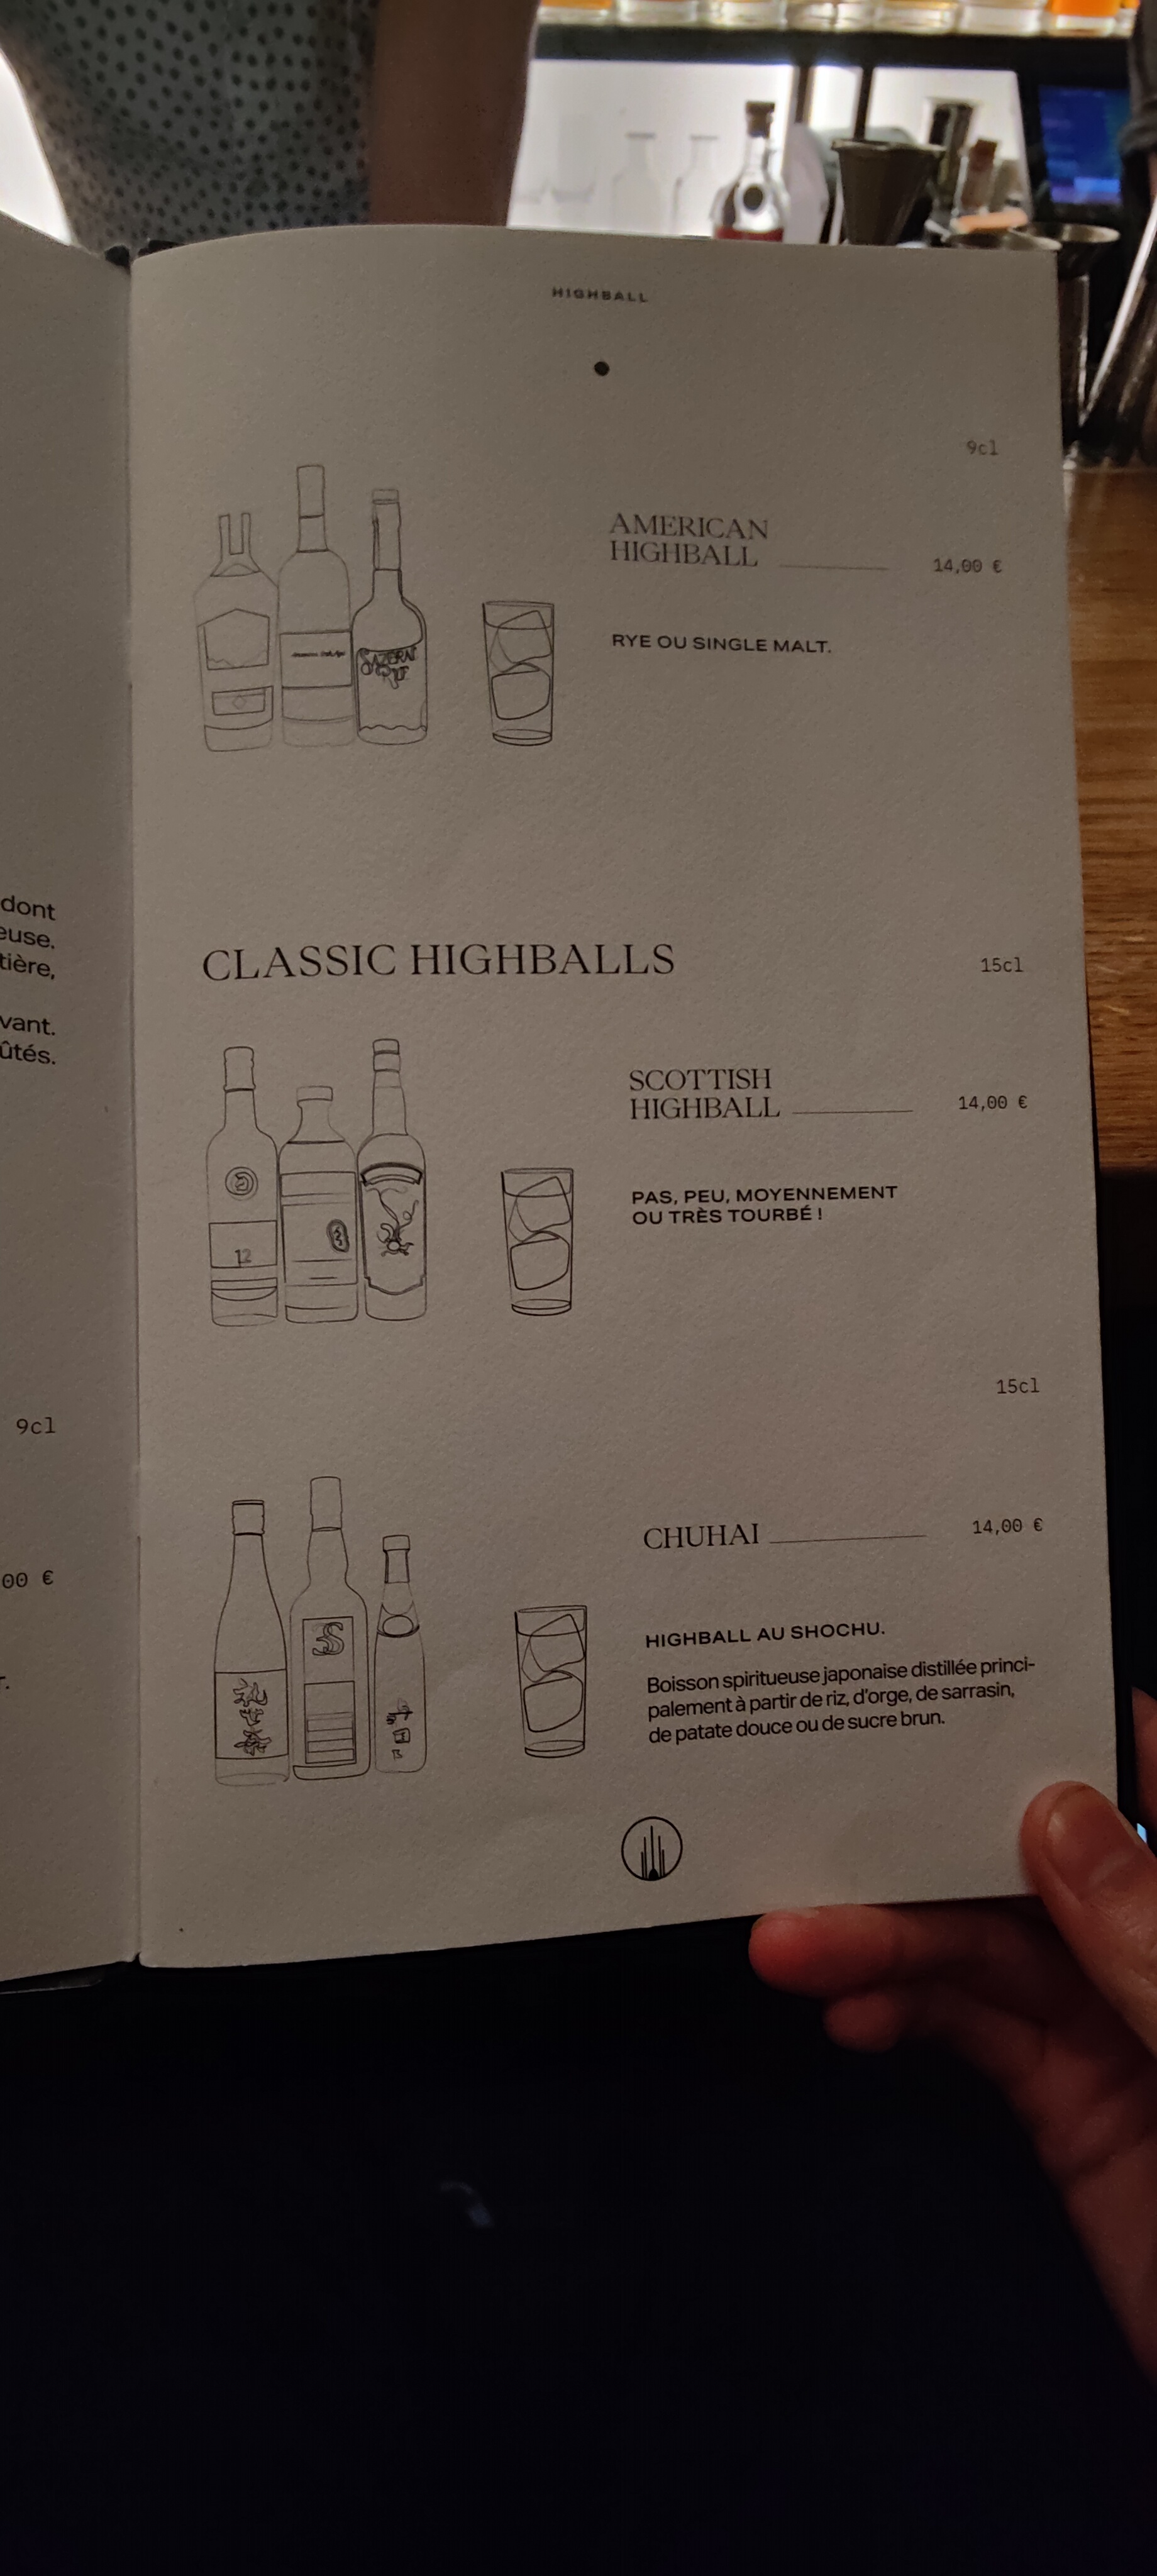 dont
euse.
tière,
vant.
ûtés.
9cl
00 €
r.
HIGHBALL
9cl
AMERICAN
HIGHBALL
14,00 €
RYE OU SINGLE MALT.
SAZERAC
CLASSIC HIGHBALLS
15cl
SCOTTISH
HIGHBALL
14,00 €
PAS, PEU, MOYENNEMENT
OU TRÈS TOURBÉ !
12
15cl
CHUHAI
14,00 €
HIGHBALL AU SHOCHU.
Boisson spiritueuse japonaise distillée princi-
palement à partir de riz, d'orge, de sarrasin,
de patate douce ou de sucre brun.
S